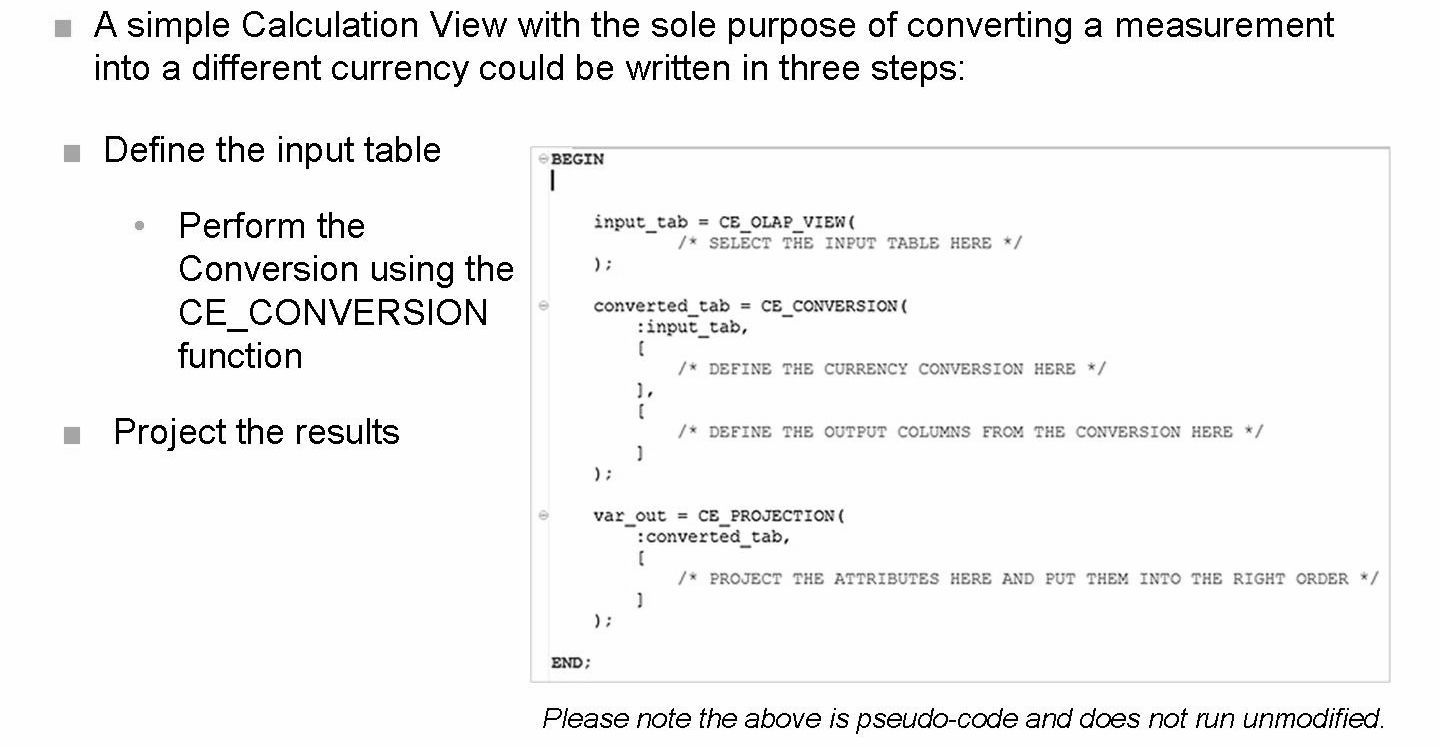 A simple Calculation View with the sole purpose of converting a measurement
into a different currency could be written in three steps:
Define the input table
Perform the
Conversion using the
CE_CONVERSION
function
Project the results
BEGIN
input_tab = CE_OLAP_VIEW(
/* SELECT THE INPUT TABLE HERE */
);
converted_tab = CE_CONVERSION(
:input_tab,
[
/* DEFINE THE CURRENCY CONVERSION HERE */
],
[
/* DEFINE THE OUTPUT COLUMNS FROM THE CONVERSION HERE */
]
);
var_out = CE_PROJECTION(
:converted_tab,
[
/* PROJECT THE ATTRIBUTES HERE AND PUT THEM INTO THE RIGHT ORDER */
]
);
END;
Please note the above is pseudo-code and does not run unmodified.